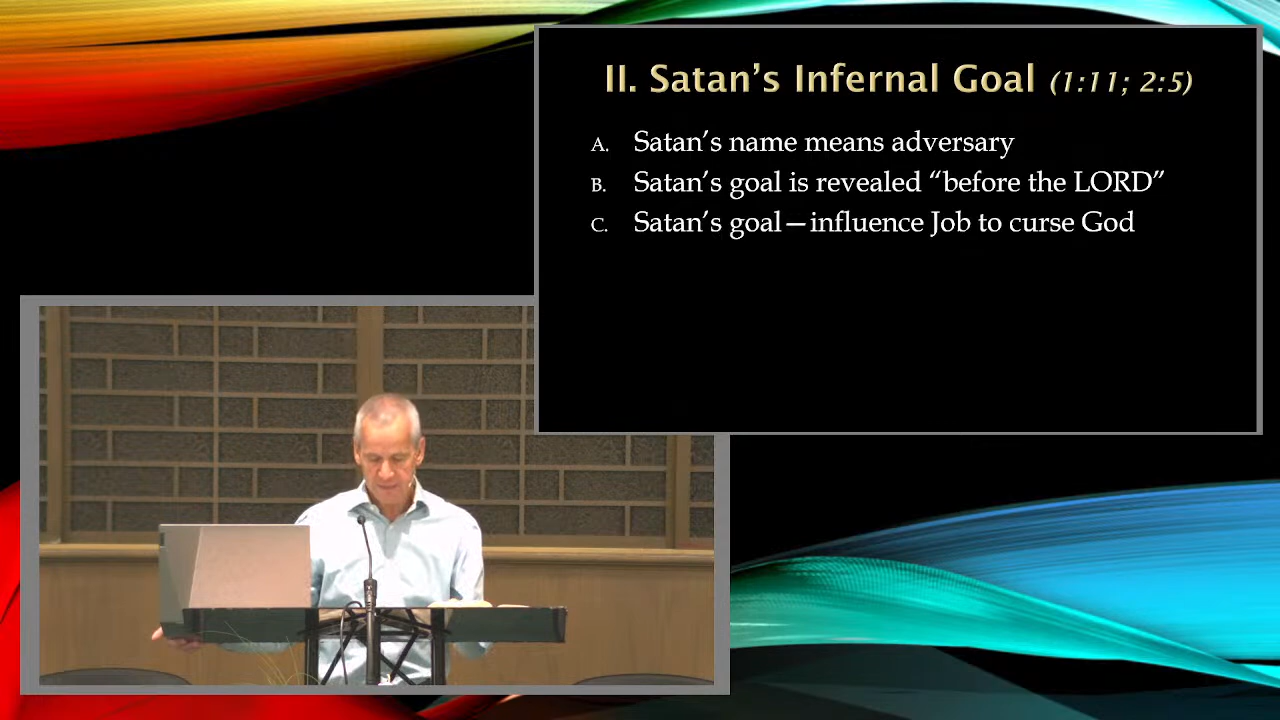 II. Satan's Infernal Goal (1:11; 2:5)
A. Satan's name means adversary
B. Satan's goal is revealed “before the LORD”
C. Satan's goal—influence Job to curse God